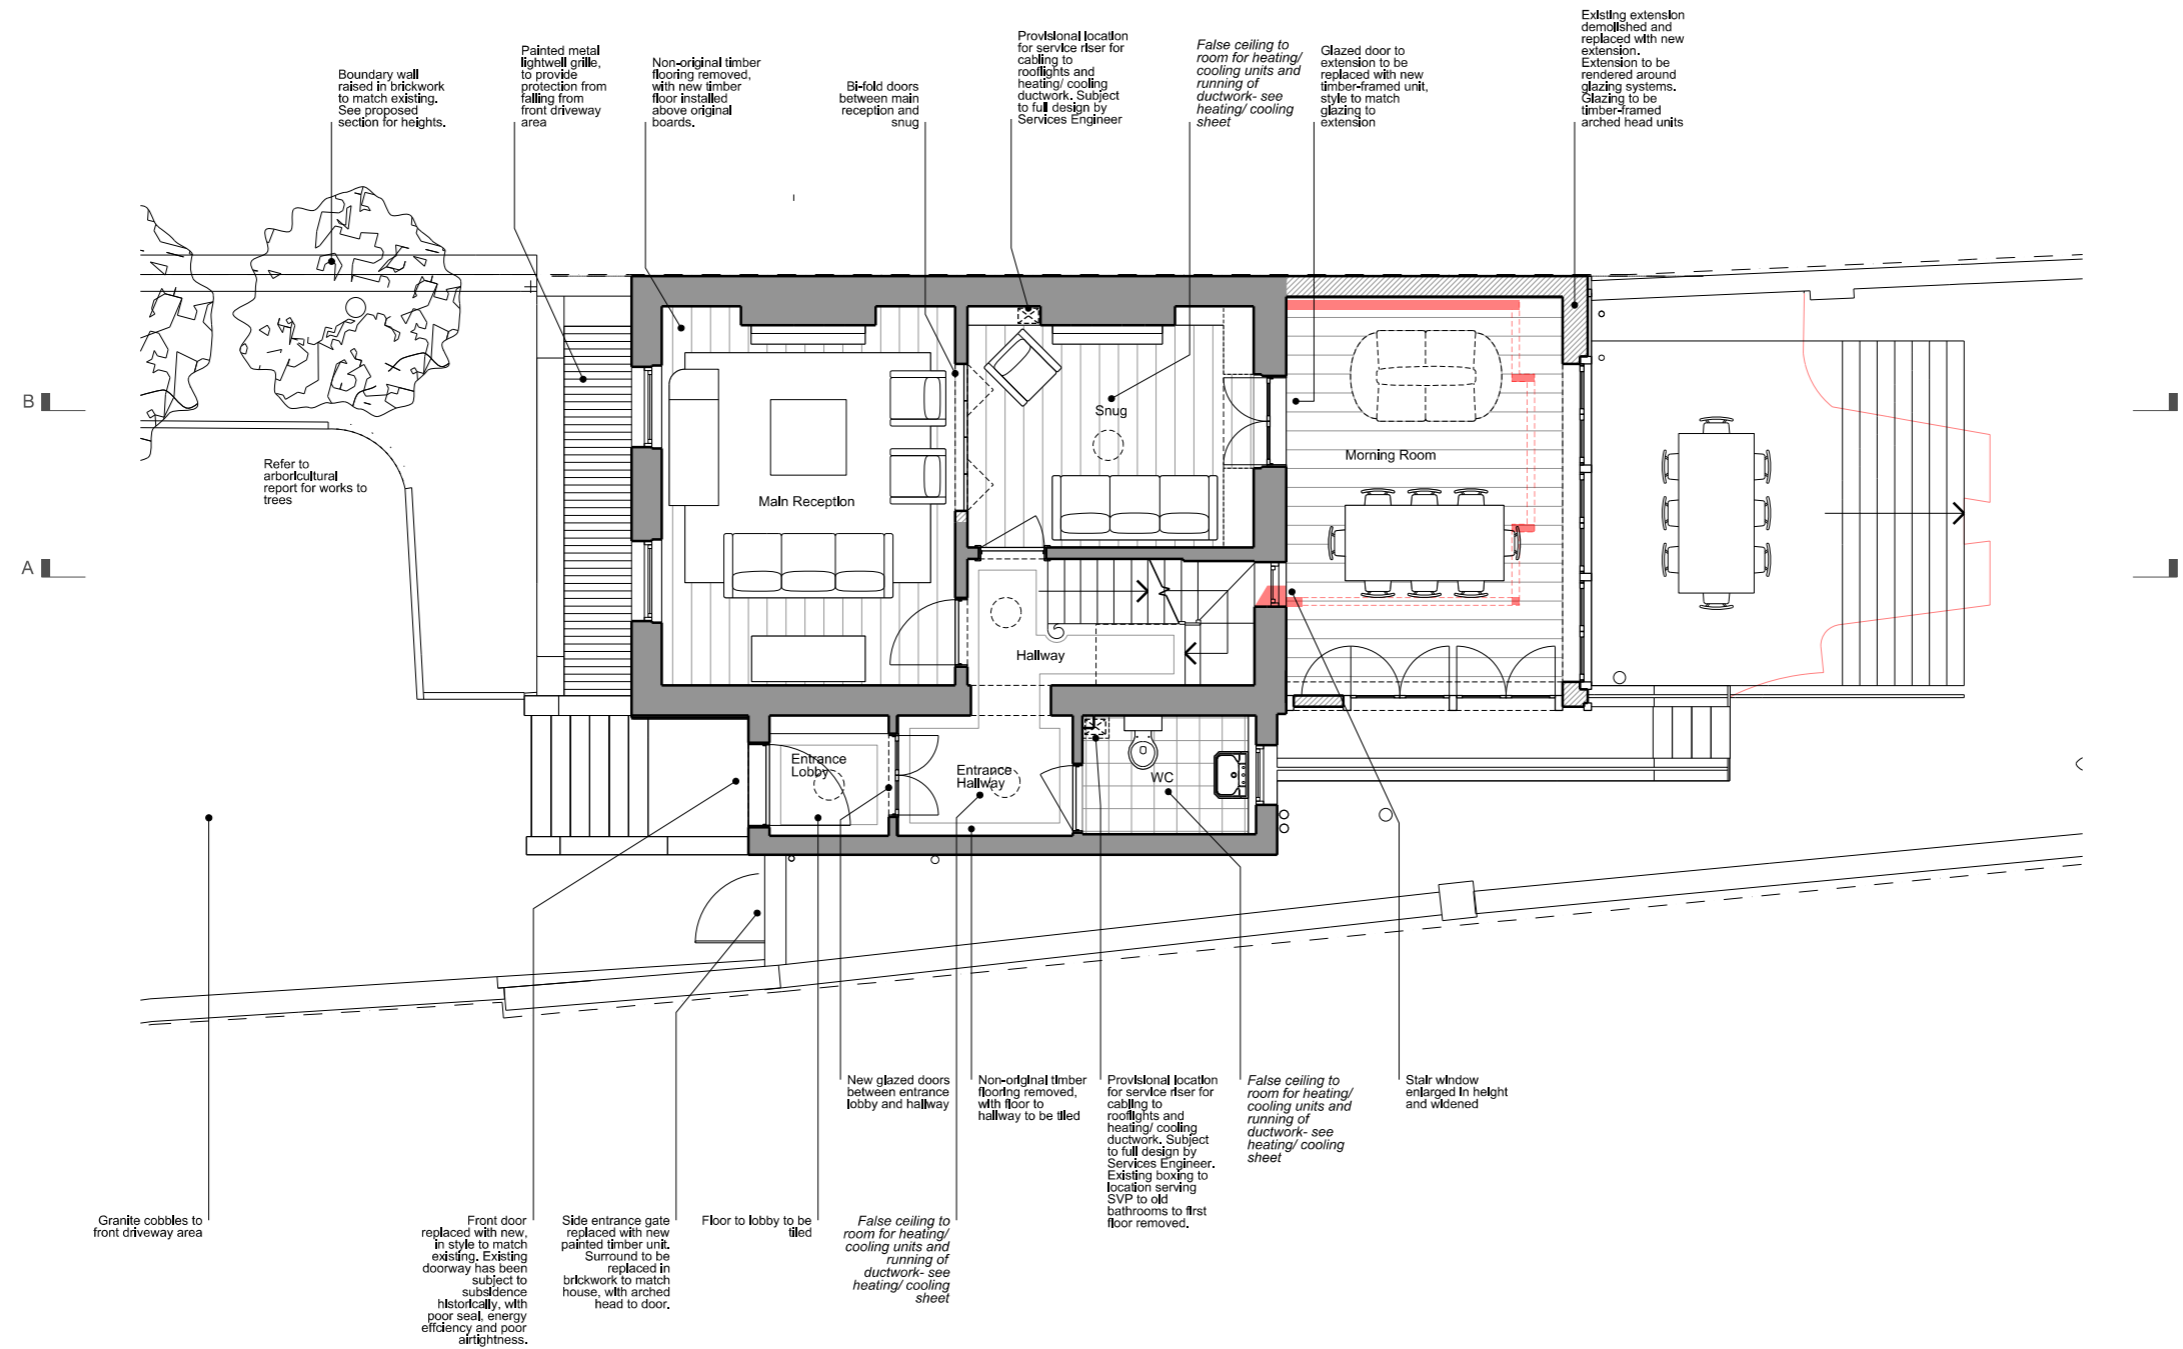 Existing extension
demolished and
replaced with new
extension.
Extension to be
rendered around
glazing systems.
Glazing to be
timber-framed
arched head units
Provisional location
for service riser for
cabling to
rooflights and
heating/ cooling
ductwork. Subject
to full design by
Services Engineer
False ceiling to
room for heating/
cooling units and
running of
ductwork- see
heating/ cooling
sheet
Glazed door to
extension to be
replaced with new
timber-framed unit,
style to match
glazing to
extension
Painted metal
lightwell grille,
to provide
protection from
falling from
front driveway
area
Non-original timber
flooring removed,
with new timber
floor installed
above original
boards.
Boundary wall
raised in brickwork
to match existing.
See proposed
section for heights.
Bi-fold doors
between main
reception and
snug
B
Snug
Morning Room
Refer to
arboricultural
report for works to
trees
Main Reception
A
Hallway
Entrance
Lobby
Entrance
Hallway
WC
New glazed doors
between entrance
lobby and hallway
Non-original timber
flooring removed,
with floor to
hallway to be tiled
Provisional location
for service riser for
cabling to
rooflights and
heating/ cooling
ductwork. Subject
to full design by
Services Engineer.
Existing boxing to
location serving
SVP to old
bathrooms to first
floor removed.
False ceiling to
room for heating/
cooling units and
running of
ductwork- see
heating/ cooling
sheet
Stair window
enlarged in height
and widened
Granite cobbles to
front driveway area
Front door
replaced with new,
in style to match
existing. Existing
doorway has been
subject to
subsidence
historically, with
poor seal, energy
effciency and poor
airtightness.
Side entrance gate
replaced with new
painted timber unit.
Surround to be
replaced in
brickwork to match
house, with arched
head to door.
Floor to lobby to be
tiled
False ceiling to
room for heating/
cooling units and
running of
ductwork- see
heating/ cooling
sheet